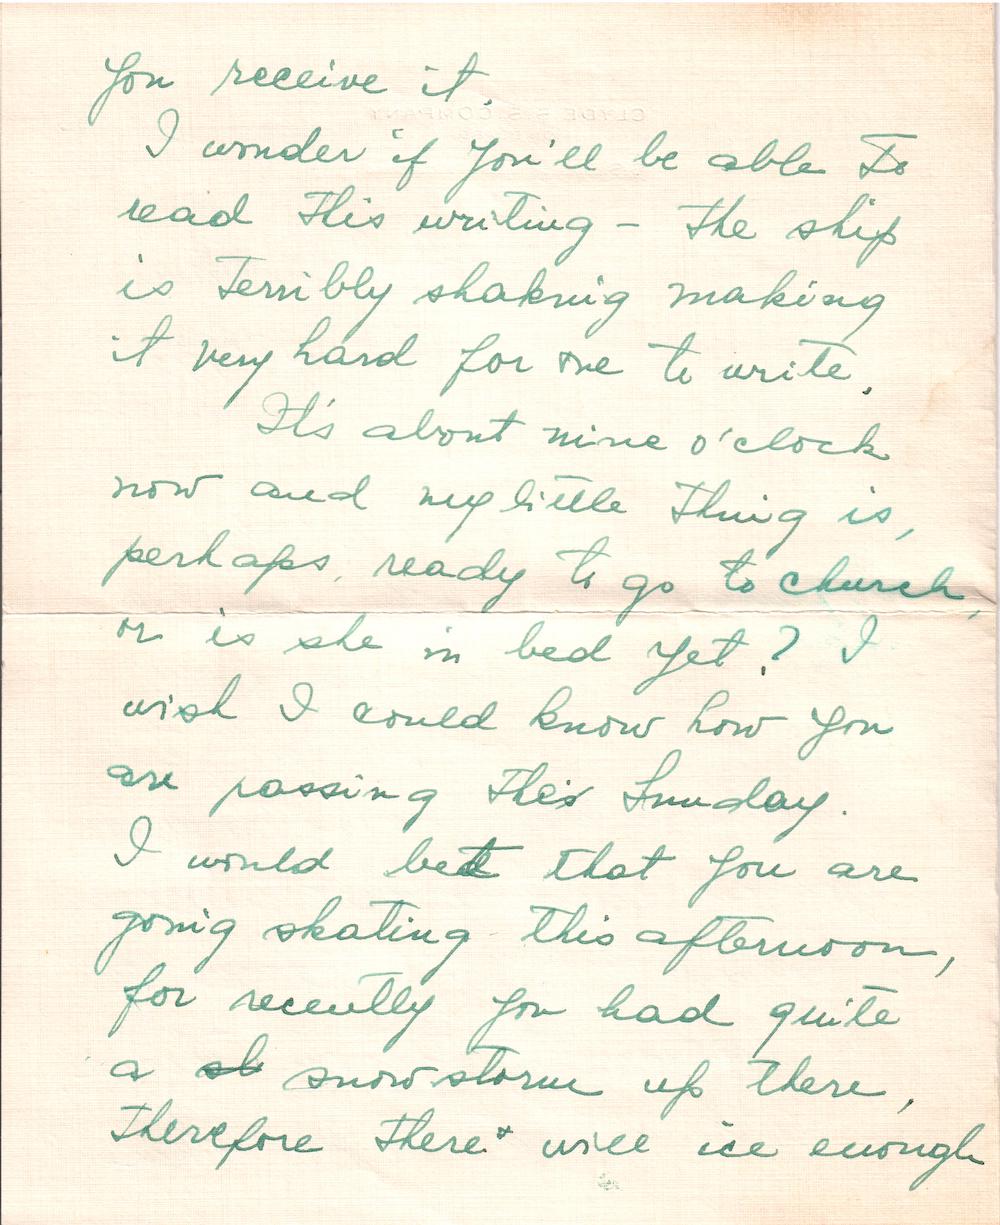 you receive it.
I wonder if you'll be able to
read this writing - the ship
is terribly shaking making
it very hard for me to write.
It's about nine o'clock
now and my little thing is,
perhaps, ready to go to church,
or is she in bed yet? I
wish I could know how you
are passing this Sunday.
I would bet that you are
going skating this afternoon,
for recently you had quite
a snow storm up there,
therefore there will ice enough